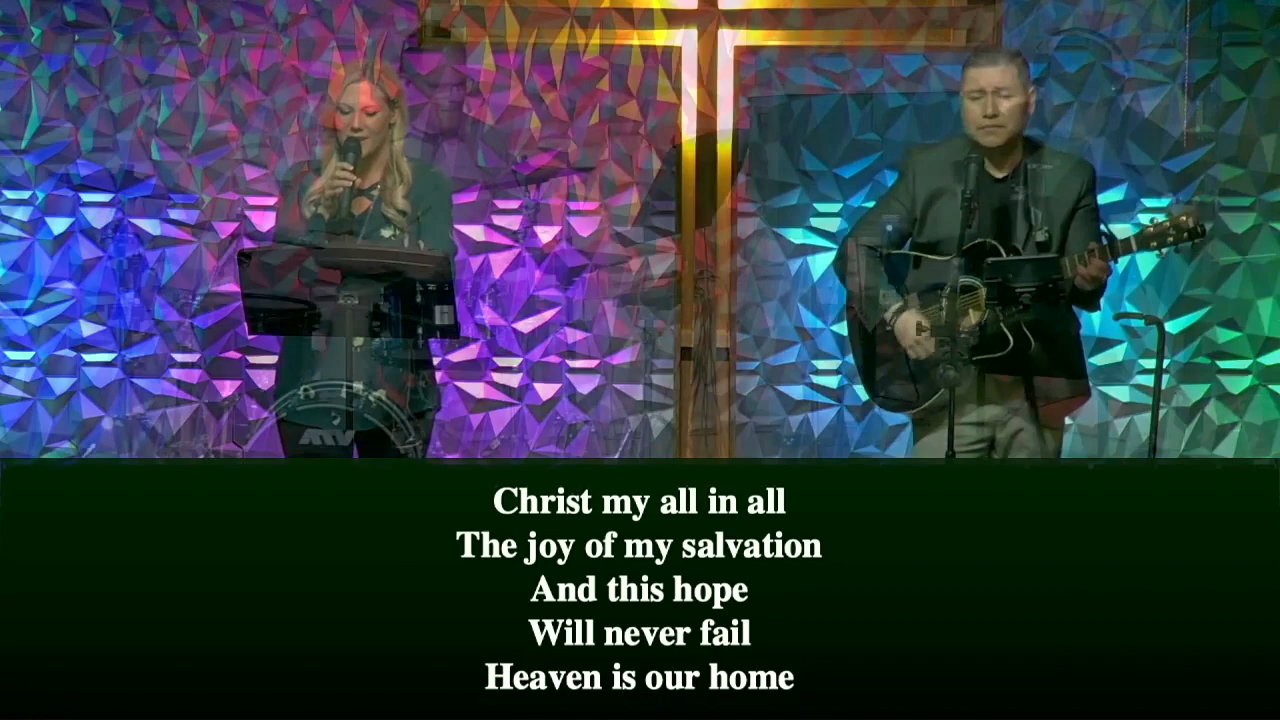 ATV
Christ my all in all
The joy of my salvation
And this hope
Will never fail
Heaven is our home